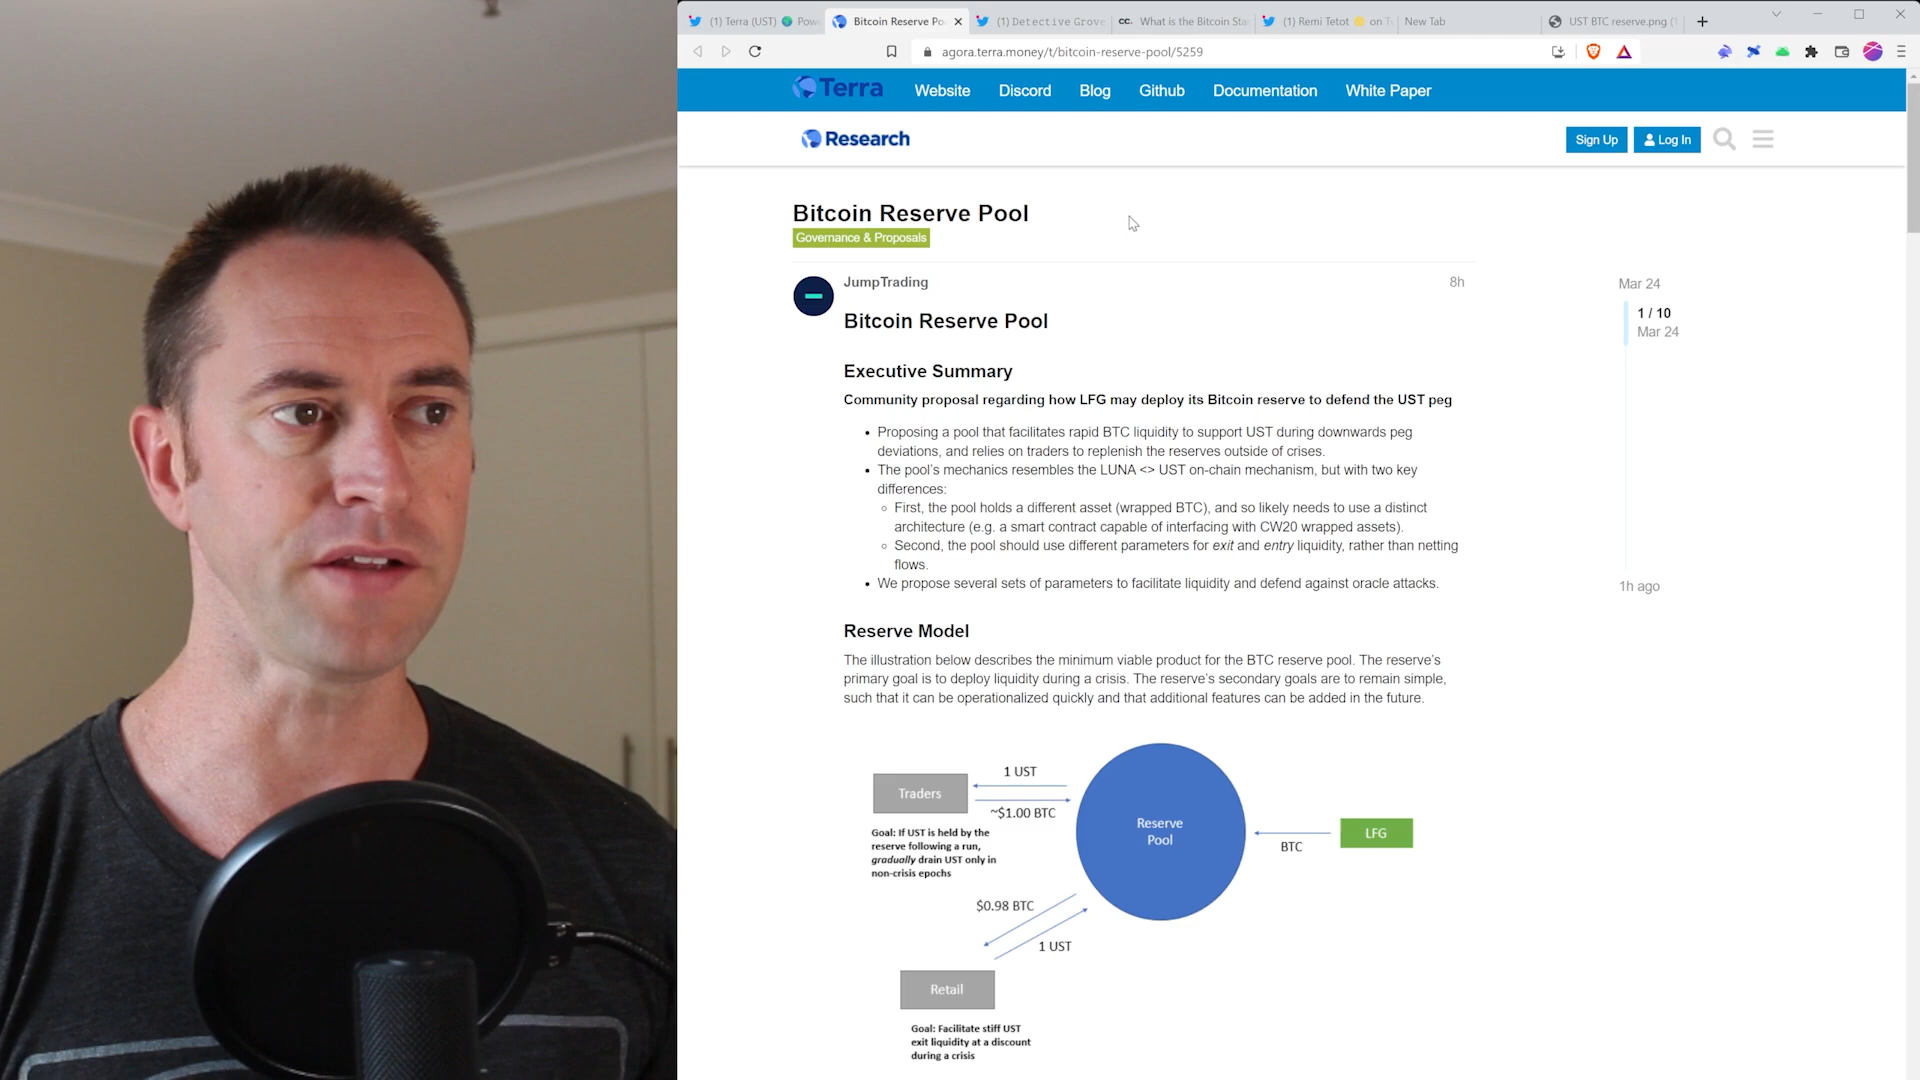 (1) Terra (UST) 🌍 Pow
Bitcoin Reserve Po
(1) Detective Grove
cc. What is the Bitcoin Sta
(1) Remi Tetot 🟡 on T
New Tab
UST BTC reserve.png (1
agora.terra.money/t/bitcoin-reserve-pool/5259
Terra Website Discord Blog Github Documentation White Paper
Research
Sign Up Log In
Bitcoin Reserve Pool
Governance & Proposals
JumpTrading 8h
Bitcoin Reserve Pool
Executive Summary
Community proposal regarding how LFG may deploy its Bitcoin reserve to defend the UST peg
• Proposing a pool that facilitates rapid BTC liquidity to support UST during downwards peg
deviations, and relies on traders to replenish the reserves outside of crises.
• The pool's mechanics resembles the LUNA <> UST on-chain mechanism, but with two key
differences:
◦ First, the pool holds a different asset (wrapped BTC), and so likely needs to use a distinct
architecture (e.g. a smart contract capable of interfacing with CW20 wrapped assets).
◦ Second, the pool should use different parameters for exit and entry liquidity, rather than netting
flows.
• We propose several sets of parameters to facilitate liquidity and defend against oracle attacks.
Mar 24
1 / 10
Mar 24
1h ago
Reserve Model
The illustration below describes the minimum viable product for the BTC reserve pool. The reserve's
primary goal is to deploy liquidity during a crisis. The reserve's secondary goals are to remain simple,
such that it can be operationalized quickly and that additional features can be added in the future.
Traders
1 UST
~$1.00 BTC
Goal: If UST is held by the
reserve following a run,
gradually drain UST only in
non-crisis epochs
Reserve
Pool
BTC
LFG
$0.98 BTC
1 UST
Retail
Goal: Facilitate stiff UST
exit liquidity at a discount
during a crisis